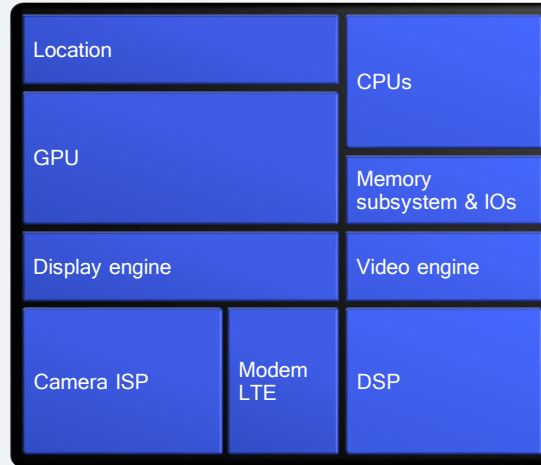 Location
CPUs
GPU
Memory
subsystem & IOs
Display engine
Video engine
Camera ISP
Modem
LTE
DSP